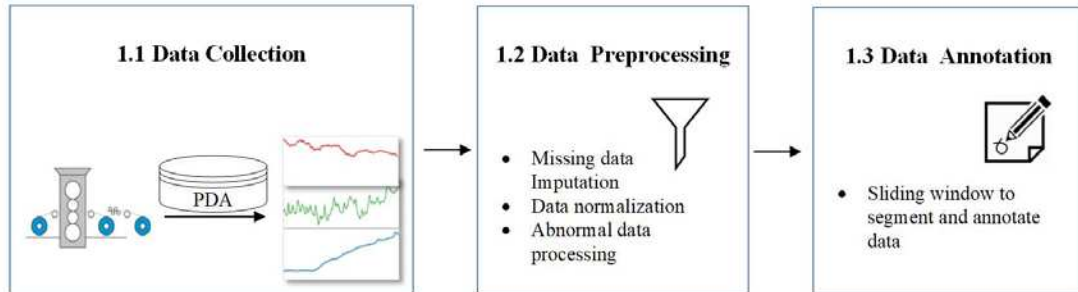 1.1 Data Collection
PDA
1.2 Data Preprocessing
• Missing data
Imputation
• Data normalization
• Abnormal data
processing
1.3 Data Annotation
• Sliding window to
segment and annotate
data